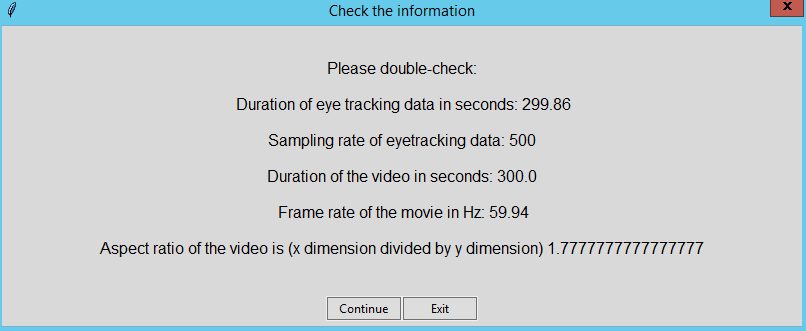 Check the information
x
Please double-check:
Duration of eye tracking data in seconds: 299.86
Sampling rate of eyetracking data: 500
Duration of the video in seconds: 300.0
Frame rate of the movie in Hz: 59.94
Aspect ratio of the video is (x dimension divided by y dimension) 1.7777777777777777
Continue
Exit